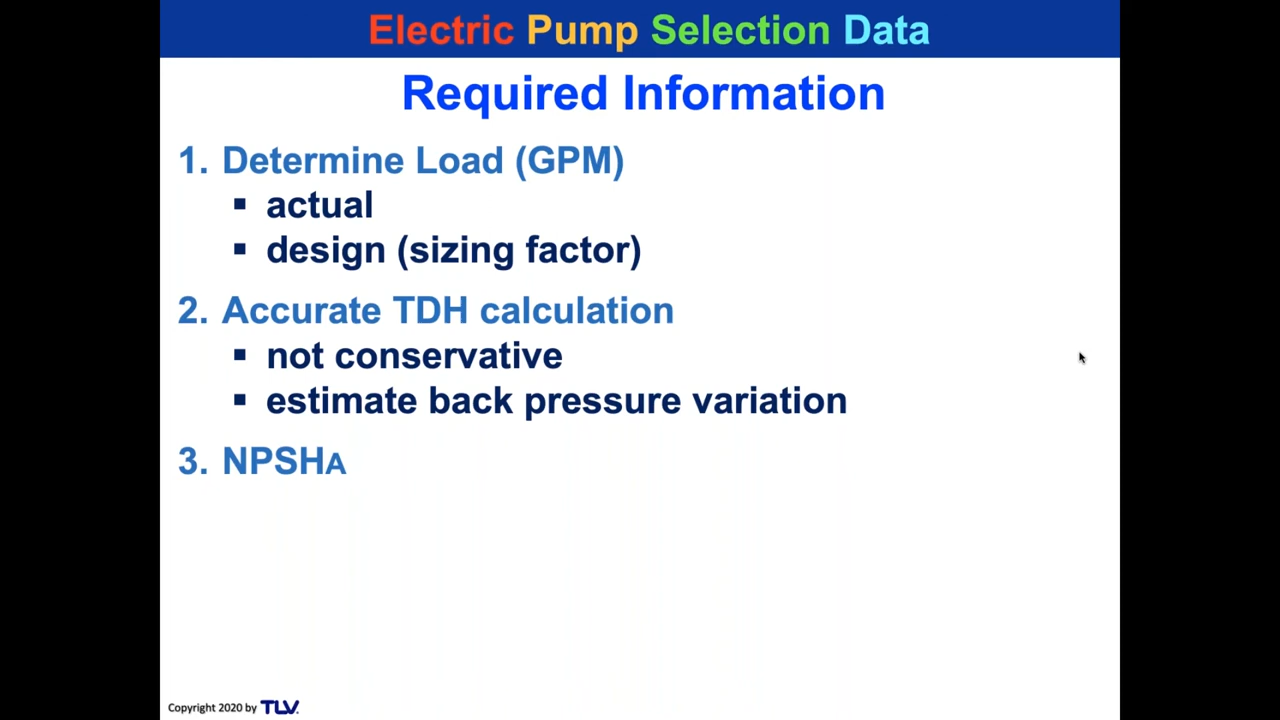 Electric Pump Selection Data
Required Information
1. Determine Load (GPM)
▪ actual
▪ design (sizing factor)
2. Accurate TDH calculation
▪ not conservative
▪ estimate back pressure variation
3. NPSHA
Copyright 2020 by TLV.